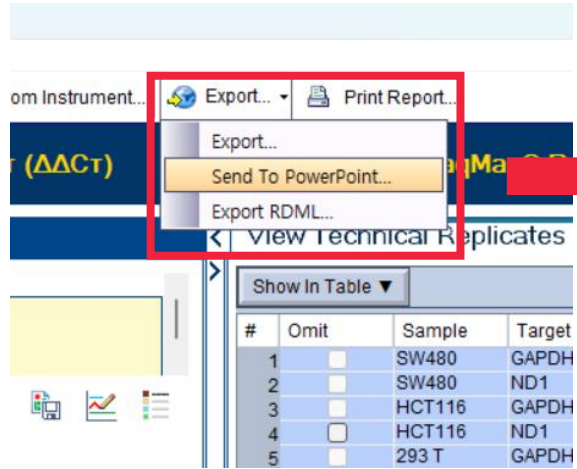 om Instrument... Export... Print Report...
Export...
(ΔΔCт)
Send To PowerPoint...
Export RDML...
View Technical Replicates
Show In Table ▼
# Omit Sample Target
1 SW480 GAPDH
2 SW480 ND1
3 HCT116 GAPDH
4 HCT116 ND1
5 293 T GAPDH